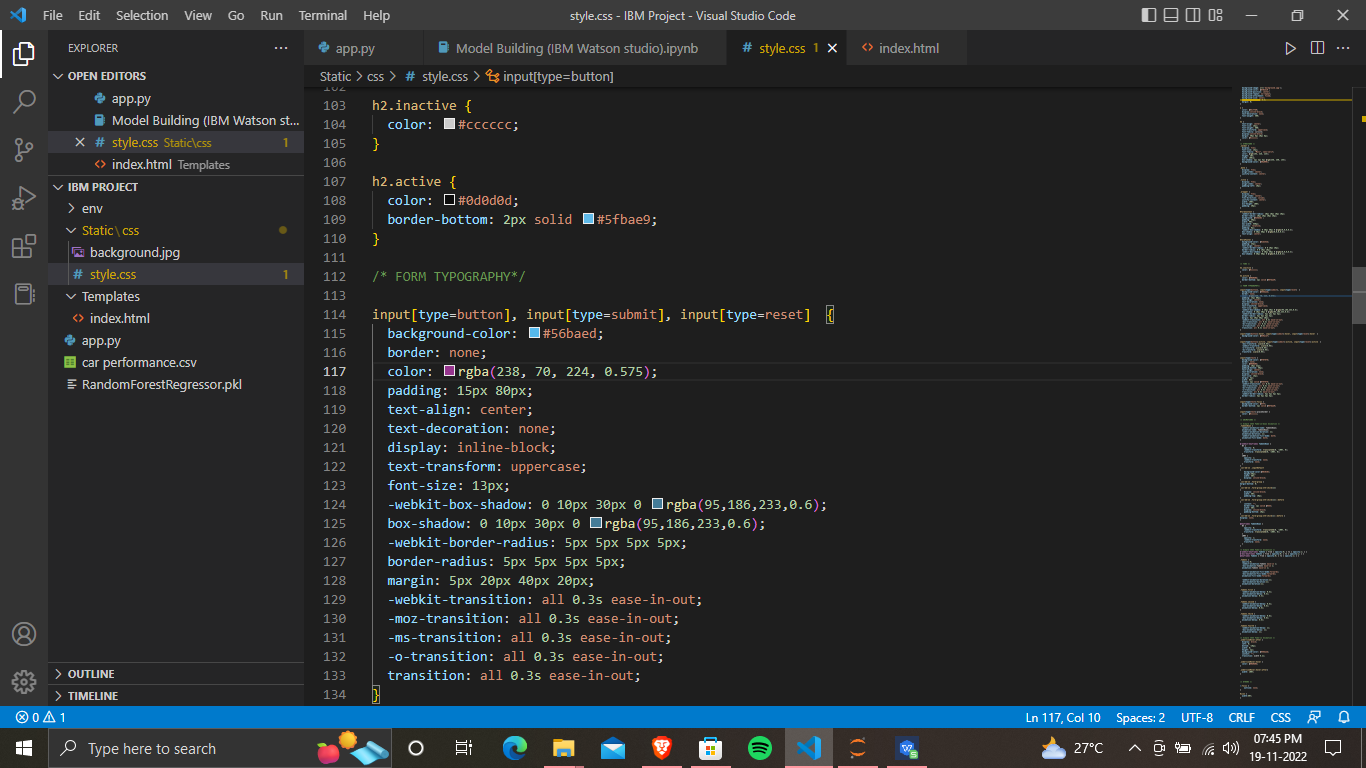 File Edit Selection View Go Run Terminal Help
style.css - IBM Project - Visual Studio Code
EXPLORER
OPEN EDITORS
app.py
Model Building (IBM Watson st...
style.css Static\css 1
index.html Templates
IBM PROJECT
env
Static\css
background.jpg
style.css 1
Templates
index.html
app.py
car performance.csv
RandomForestRegressor.pkl
OUTLINE
TIMELINE
app.py
Model Building (IBM Watson studio).ipynb
style.css 1
index.html
Static > css > # style.css > input[type=button]
102
103 h2.inactive {
104 color: #cccccc;
105 }
106
107 h2.active {
108 color: #0d0d0d;
109 border-bottom: 2px solid #5fbae9;
110 }
111
112 /* FORM TYPOGRAPHY*/
113
114 input[type=button], input[type=submit], input[type=reset] {
115 background-color: #56baed;
116 border: none;
117 color: rgba(238, 70, 224, 0.575);
118 padding: 15px 80px;
119 text-align: center;
120 text-decoration: none;
121 display: inline-block;
122 text-transform: uppercase;
123 font-size: 13px;
124 -webkit-box-shadow: 0 10px 30px 0 rgba(95,186,233,0.6);
125 box-shadow: 0 10px 30px 0 rgba(95,186,233,0.6);
126 -webkit-border-radius: 5px 5px 5px 5px;
127 border-radius: 5px 5px 5px 5px;
128 margin: 5px 20px 40px 20px;
129 -webkit-transition: all 0.3s ease-in-out;
130 -moz-transition: all 0.3s ease-in-out;
131 -ms-transition: all 0.3s ease-in-out;
132 -o-transition: all 0.3s ease-in-out;
133 transition: all 0.3s ease-in-out;
134 }
0 1
Ln 117, Col 10 Spaces: 2 UTF-8 CRLF CSS
Type here to search
27°C
07:45 PM
19-11-2022